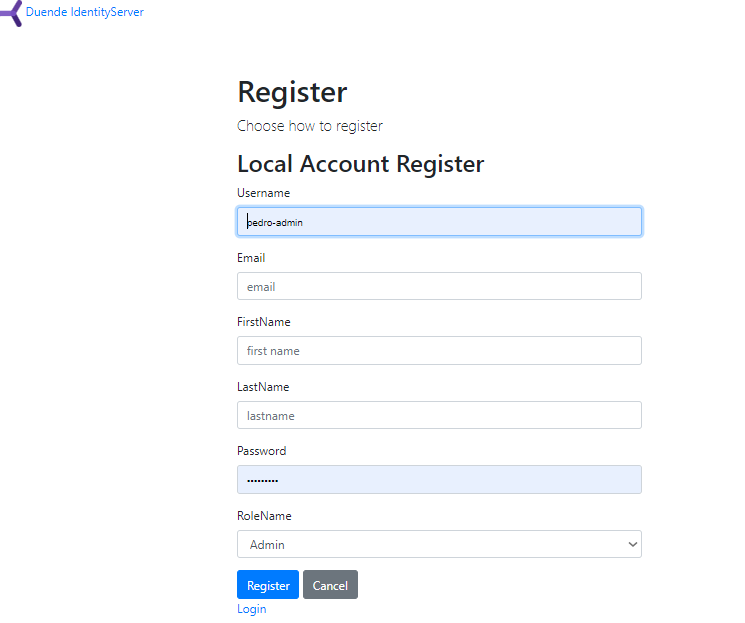 Duende IdentityServer
Register
Choose how to register
Local Account Register
Username
pedro-admin
Email
email
FirstName
first name
LastName
lastname
Password
•••••••••
RoleName
Admin
Register Cancel
Login